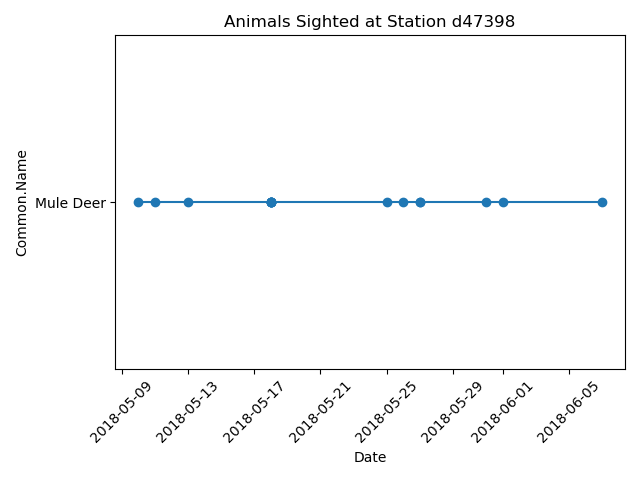 Animals Sighted at Station d47398
Common.Name
Mule Deer
2018-05-09
2018-05-13
2018-05-17
2018-05-21
2018-05-25
2018-05-29
2018-06-01
2018-06-05
Date